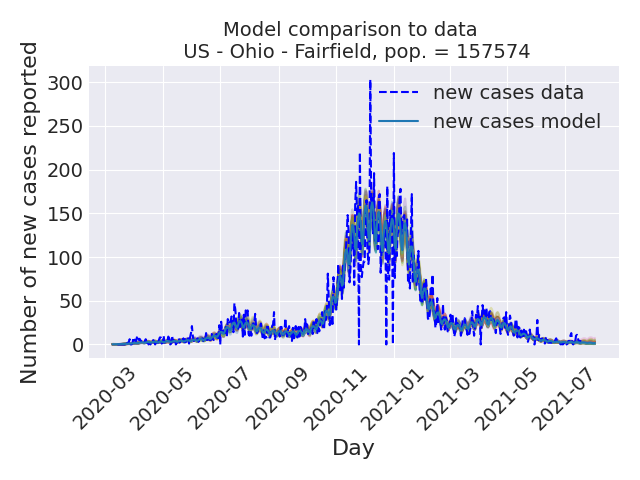 Model comparison to data
US - Ohio - Fairfield, pop. = 157574
Number of new cases reported
300
250
200
150
100
50
0
new cases data
new cases model
2020-03
2020-05
2020-07
2020-09
2020-11
2021-01
2021-03
2021-05
2021-07
Day